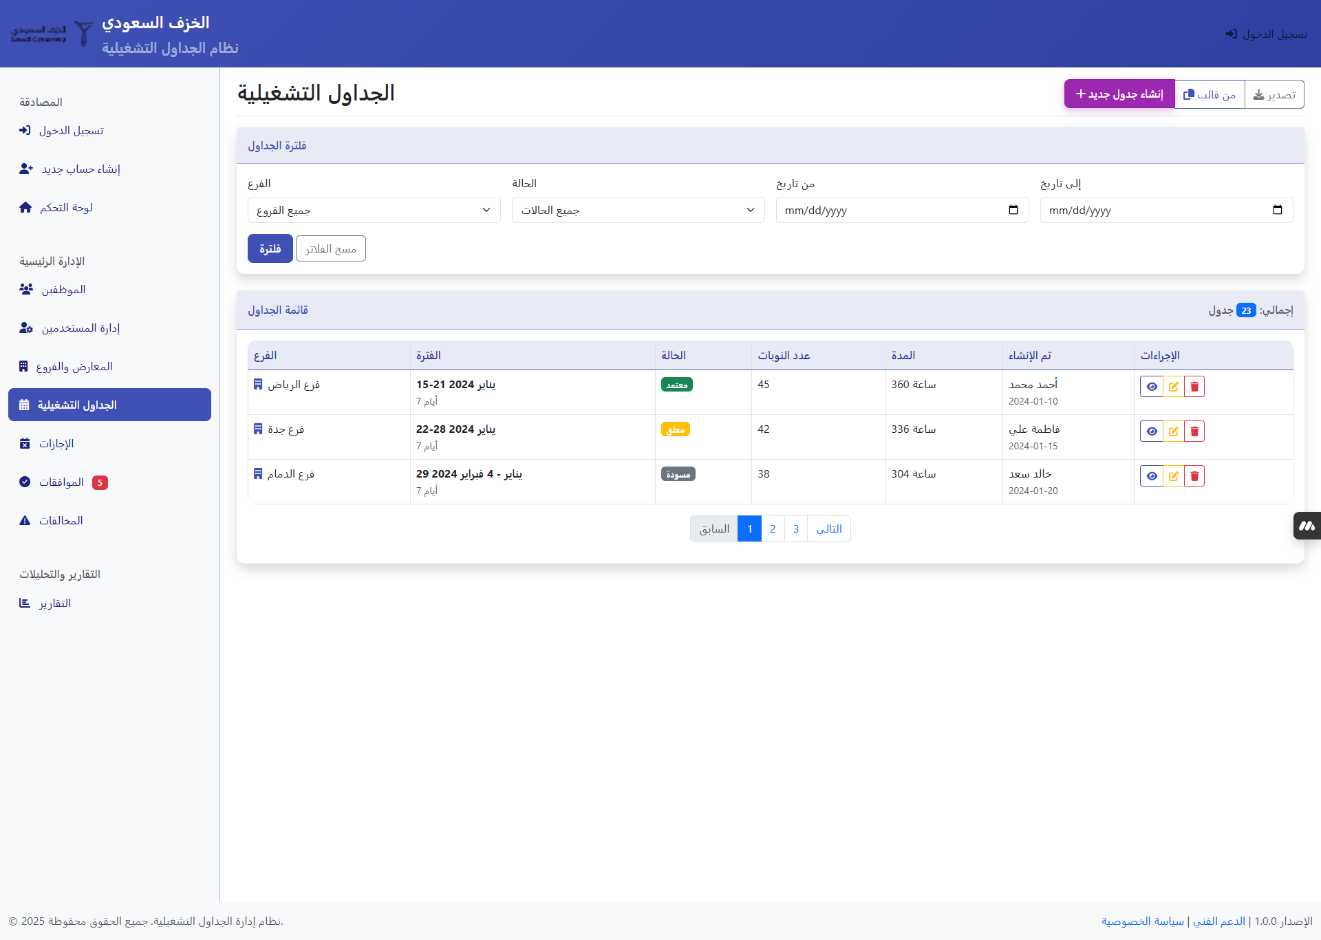 الخزف السعودي
Saudi Ceramics
الخزف السعودي
نظام الجداول التشغيلية
تسجيل الدخول
المصادقة
تسجيل الدخول
إنشاء حساب جديد
لوحة التحكم
الإدارة الرئيسية
الموظفين
إدارة المستخدمين
المعارض والفروع
الجداول التشغيلية
الإجازات
الموافقات 5
المخالفات
التقارير والتحليلات
التقارير
الجداول التشغيلية
إنشاء جدول جديد
من قالب
تصدير
فلترة الجداول
الفرع
الحالة
من تاريخ
إلى تاريخ
جميع الفروع
جميع الحالات
mm/dd/yyyy
mm/dd/yyyy
فلترة
مسح الفلاتر
قائمة الجداول
إجمالي: 23 جدول
الفرع الفترة الحالة عدد النوبات المدة تم الإنشاء الإجراءات
فرع الرياض 15-21 يناير 2024 معتمد 45 360 ساعة أحمد محمد
7 أيام 2024-01-10
فرع جدة 22-28 يناير 2024 معلق 42 336 ساعة فاطمة علي
7 أيام 2024-01-15
فرع الدمام 29 يناير - 4 فبراير 2024 مسودة 38 304 ساعة خالد سعد
7 أيام 2024-01-20
السابق 1 2 3 التالي
© 2025 نظام إدارة الجداول التشغيلية. جميع الحقوق محفوظة.
الإصدار 1.0.0 | الدعم الفني | سياسة الخصوصية